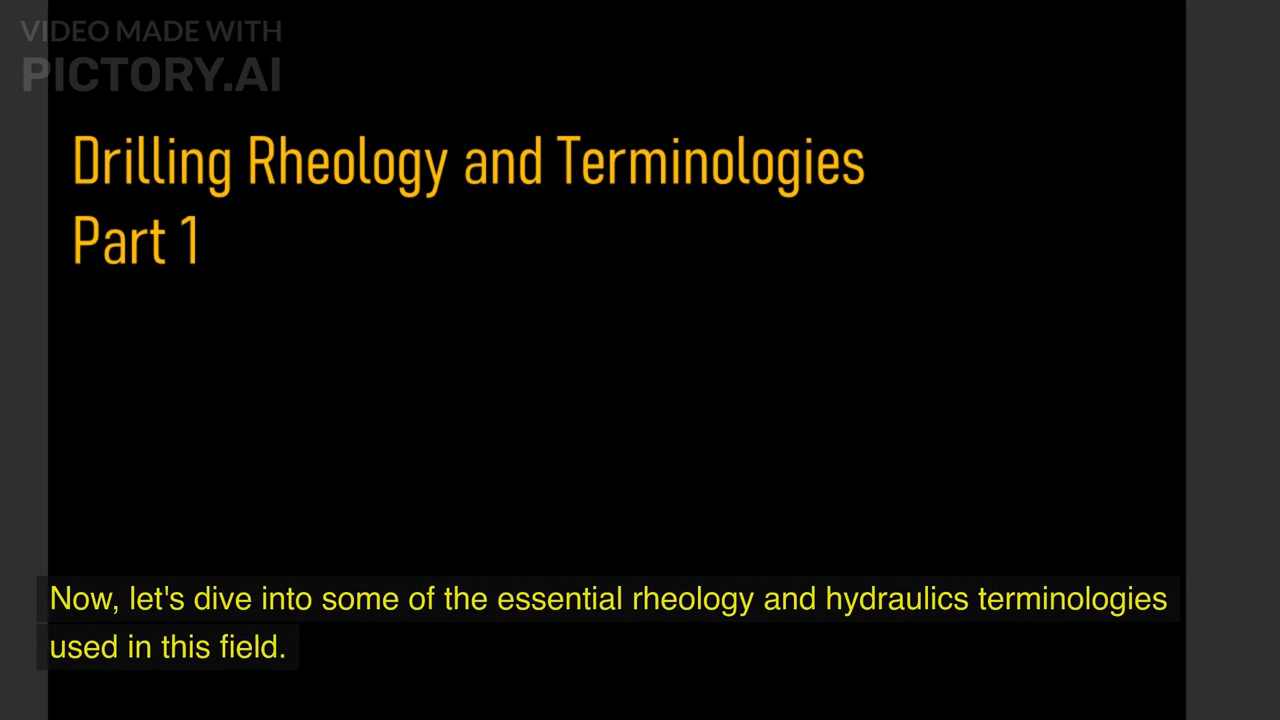 VIDEO MADE WITH
PICTORY.AI
Drilling Rheology and Terminologies
Part 1
Now, let's dive into some of the essential rheology and hydraulics terminologies
used in this field.